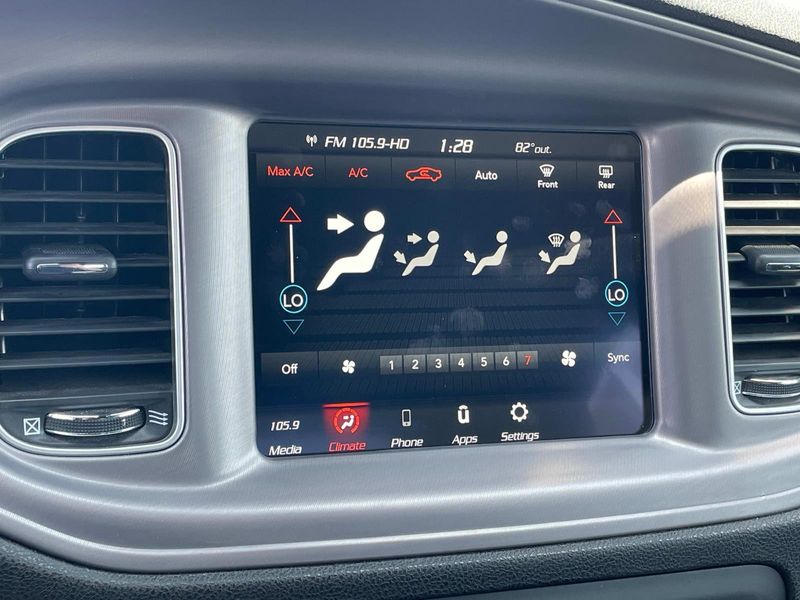 FM 105.9-HD 1:28 82° out.
Max A/C A/C Auto Front Rear
LO LO
Off 1 2 3 4 5 6 7 Sync
105.9
Media Climate Phone Apps Settings